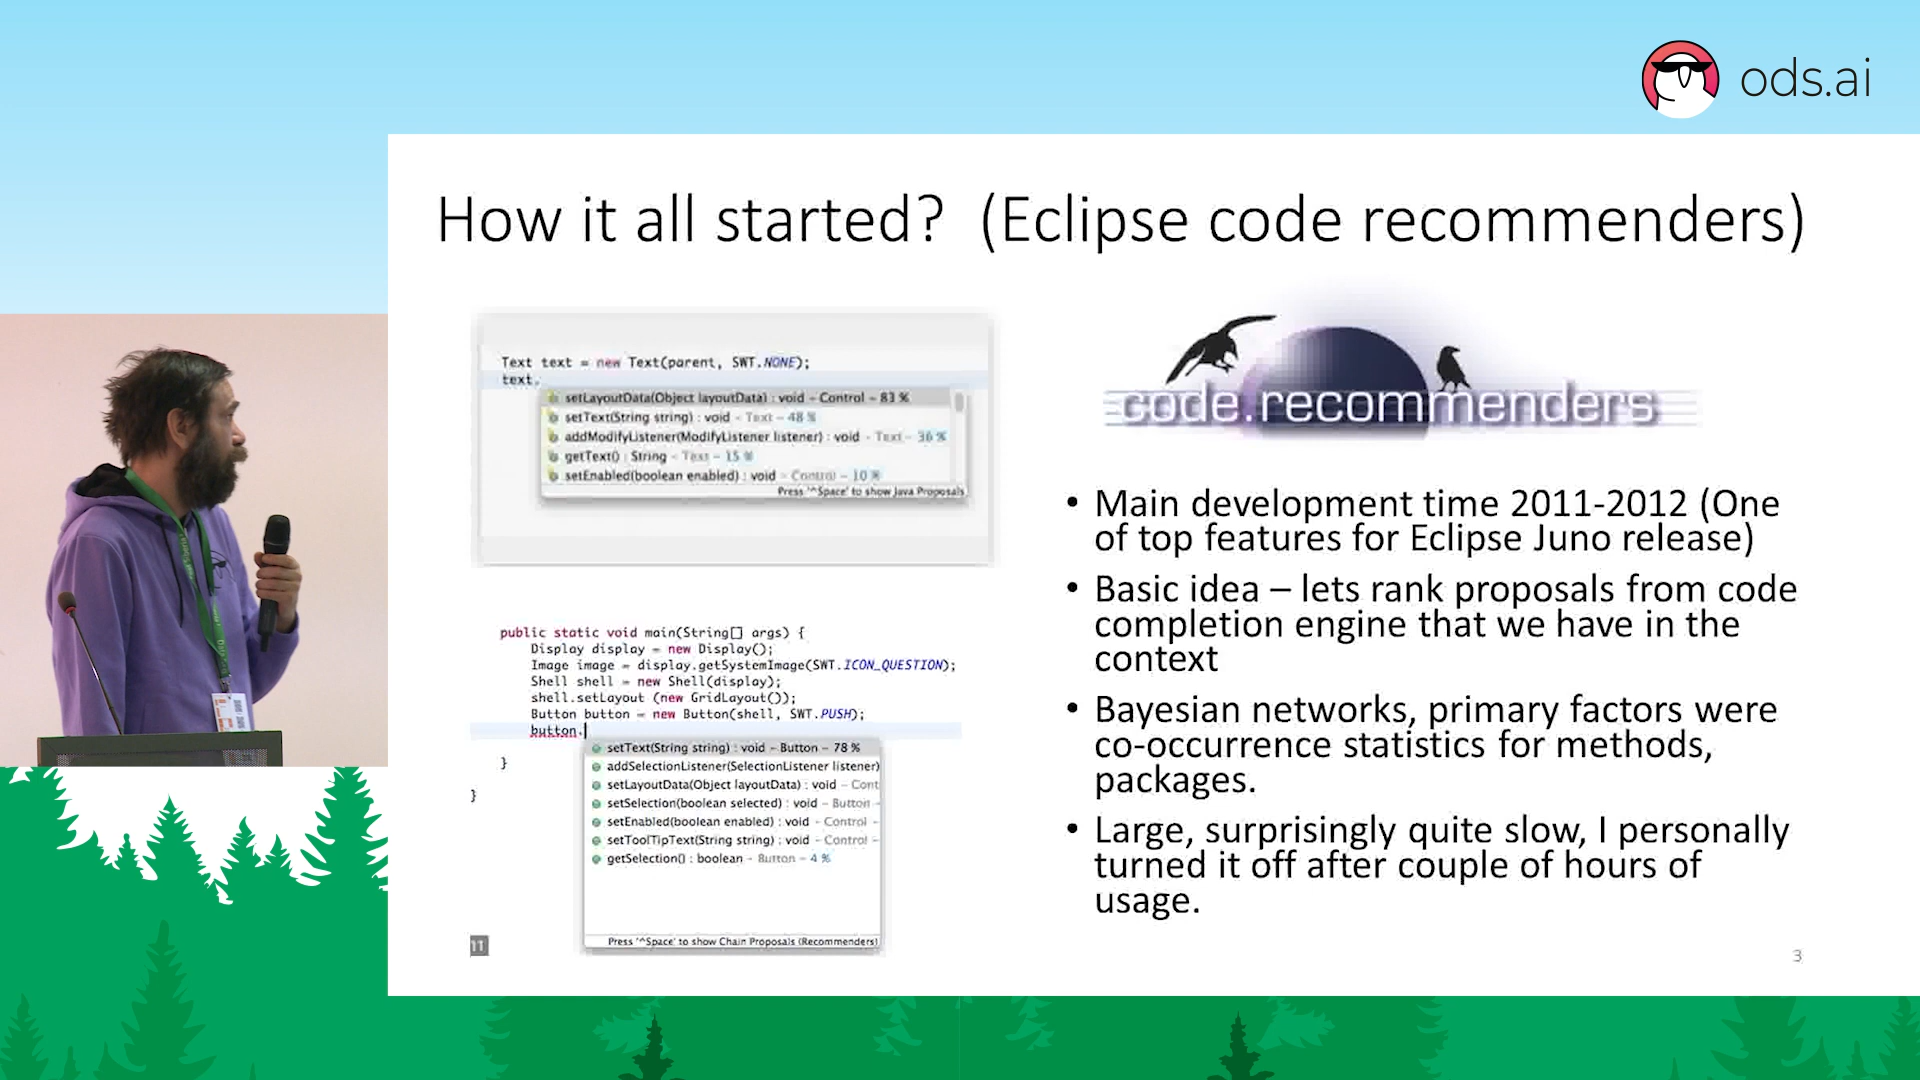 ods.ai
How it all started? (Eclipse code recommenders)
Text text = new Text(parent, SWT.NONE);
text.
setLayoutData(Object layoutData) : void - Control - 83 %
setText(String string) : void - Text - 48 %
addModifyListener(ModifyListener listener) : void - Text - 36 %
getText() : String - Text - 15 %
setEnabled(boolean enabled) : void - Control - 10 %
Press '^Space' to show Java Proposals
code.recommenders
public static void main(String[] args) {
Display display = new Display();
Image image = display.getSystemImage(SWT.ICON_QUESTION);
Shell shell = new Shell(display);
shell.setLayout (new GridLayout());
Button button = new Button(shell, SWT.PUSH);
button.
}
}
setText(String string) : void - Button - 78 %
addSelectionListener(SelectionListener listener)
setLayoutData(Object layoutData) : void - Cont
setSelection(boolean selected) : void - Button -
setEnabled(boolean enabled) : void - Control -
setToolTipText(String string) : void - Control -
getSelection() : boolean - Button - 4 %
Press '^Space' to show Chain Proposals (Recommenders)
11
• Main development time 2011-2012 (One
of top features for Eclipse Juno release)
• Basic idea – lets rank proposals from code
completion engine that we have in the
context
• Bayesian networks, primary factors were
co-occurrence statistics for methods,
packages.
• Large, surprisingly quite slow, I personally
turned it off after couple of hours of
usage.
3